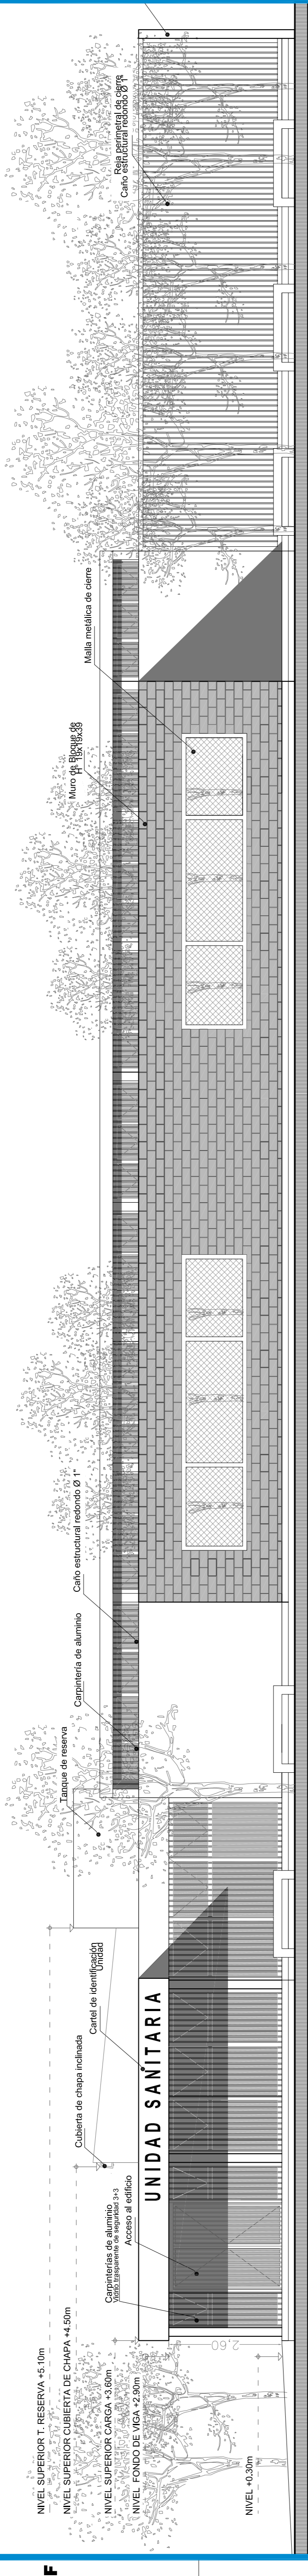 F
NIVEL SUPERIOR T. RESERVA +5.10m
NIVEL SUPERIOR CUBIERTA DE CHAPA +4.50m
NIVEL SUPERIOR CARGA +3.60m
NIVEL FONDO DE VIGA +2.90m
NIVEL +0.30m
2.60
Carpinterías de aluminio
Vidrio trasparente de seguridad 3+3
Acceso al edificio
Cubierta de chapa inclinada
Cartel de identificación
Unidad
UNIDAD SANITARIA
Tanque de reserva
Carpintería de aluminio
Caño estructural redondo Ø 1"
Muro de Bloque de
H° 19x19x39
Malla metálica de cierre
Reja perimetral de cierre
Caño estructural redondo Ø 1"